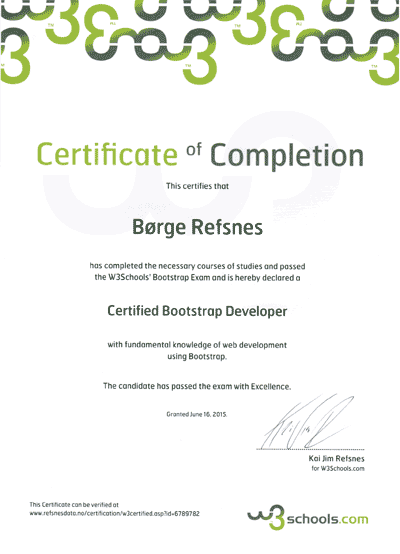 Certificate of Completion
This certifies that
Børge Refsnes
has completed the necessary courses of studies and passed
the W3Schools' Bootstrap Exam and is hereby declared a
Certified Bootstrap Developer
with fundamental knowledge of web development
using Bootstrap.
The candidate has passed the exam with Excellence.
Granted June 16, 2015
Kai Jim Refsnes
for W3Schools.com
This Certificate can be verified at
www.refsnesdata.no/certification/w3certified.asp?id=6789782
w3schools.com